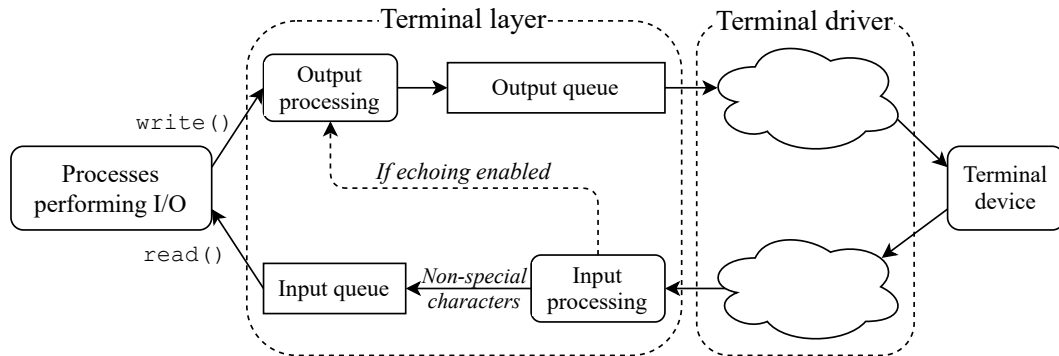 Terminal layer
Terminal driver
Output
processing
Output queue
write()
If echoing enabled
Processes
performing I/O
Terminal
device
read()
Input queue
Non-special
characters
Input
processing